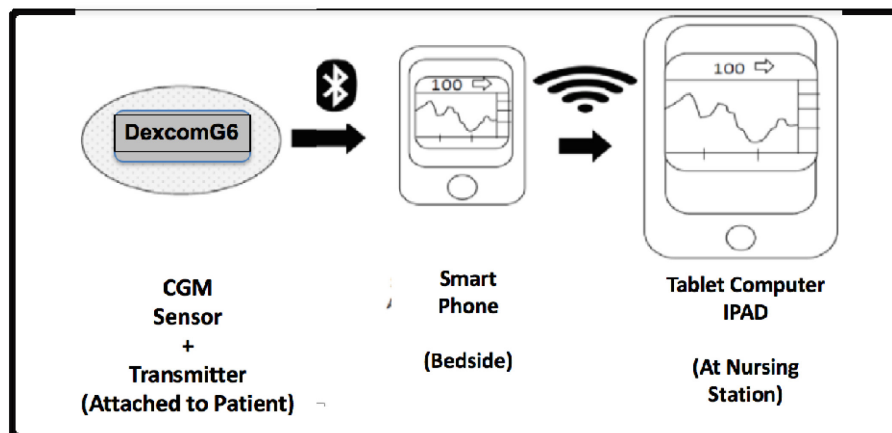 DexcomG6
100
100
CGM
Sensor
+
Transmitter
(Attached to Patient)
Smart
Phone
(Bedside)
Tablet Computer
IPAD
(At Nursing
Station)